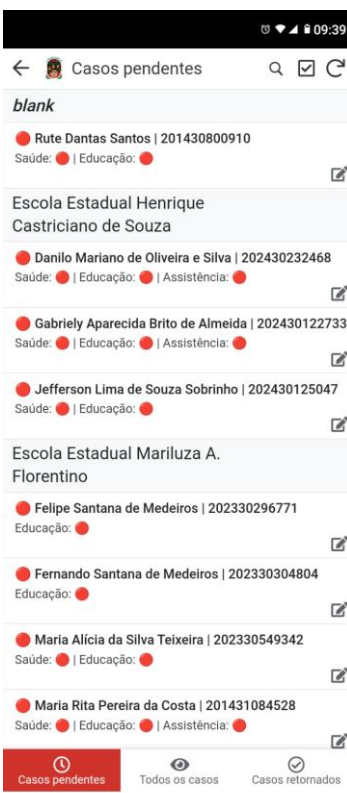 09:39
Casos pendentes
blank
🔴 Rute Dantas Santos | 201430800910
Saúde: 🔴 | Educação: 🔴
Escola Estadual Henrique
Castriciano de Souza
🔴 Danilo Mariano de Oliveira e Silva | 202430232468
Saúde: 🔴 | Educação: 🔴 | Assistência: 🔴
🔴 Gabriely Aparecida Brito de Almeida | 202430122733
Saúde: 🔴 | Educação: 🔴 | Assistência: 🔴
🔴 Jefferson Lima de Souza Sobrinho | 202430125047
Saúde: 🔴 | Educação: 🔴
Escola Estadual Mariluza A.
Florentino
🔴 Felipe Santana de Medeiros | 202330296771
Educação: 🔴
🔴 Fernando Santana de Medeiros | 202330304804
Educação: 🔴
🔴 Maria Alícia da Silva Teixeira | 202330549342
Saúde: 🔴 | Educação: 🔴
🔴 Maria Rita Pereira da Costa | 201431084528
Saúde: 🔴 | Educação: 🔴 | Assistência: 🔴
Casos pendentes Todos os casos Casos retornados